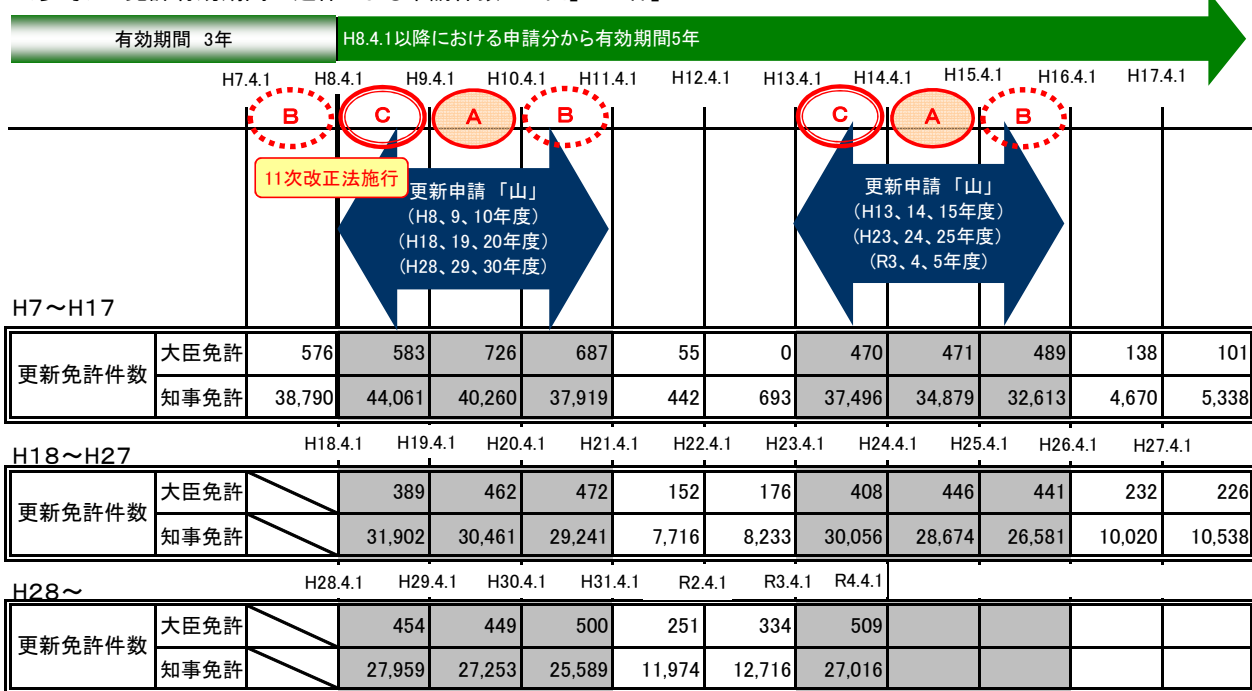 有効期間 3年
H8.4.1以降における申請分から有効期間5年
H7.4.1 H8.4.1 H9.4.1 H10.4.1 H11.4.1 H12.4.1 H13.4.1 H14.4.1 H15.4.1 H16.4.1 H17.4.1
B C A B C A B
11次改正法施行
更新申請「山」
(H8、9、10年度)
(H18、19、20年度)
(H28、29、30年度)
更新申請「山」
(H13、14、15年度)
(H23、24、25年度)
(R3、4、5年度)
H7～H17
更新免許件数
大臣免許 576 583 726 687 55 0 470 471 489 138 101
知事免許 38,790 44,061 40,260 37,919 442 693 37,496 34,879 32,613 4,670 5,338
H18～H27
H18.4.1 H19.4.1 H20.4.1 H21.4.1 H22.4.1 H23.4.1 H24.4.1 H25.4.1 H26.4.1 H27.4.1
更新免許件数
大臣免許 389 462 472 152 176 408 446 441 232 226
知事免許 31,902 30,461 29,241 7,716 8,233 30,056 28,674 26,581 10,020 10,538
H28～
H28.4.1 H29.4.1 H30.4.1 H31.4.1 R2.4.1 R3.4.1 R4.4.1
更新免許件数
大臣免許 454 449 500 251 334 509
知事免許 27,959 27,253 25,589 11,974 12,716 27,016